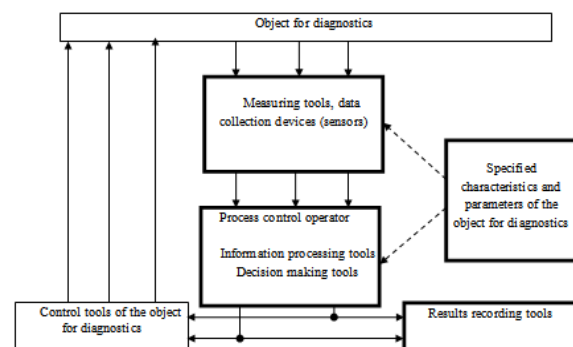 Object for diagnostics
Measuring tools, data
collection devices (sensors)
Specified
characteristics and
parameters of the
object for diagnostics
Process control operator
Information processing tools
Decision making tools
Control tools of the object
for diagnostics
Results recording tools